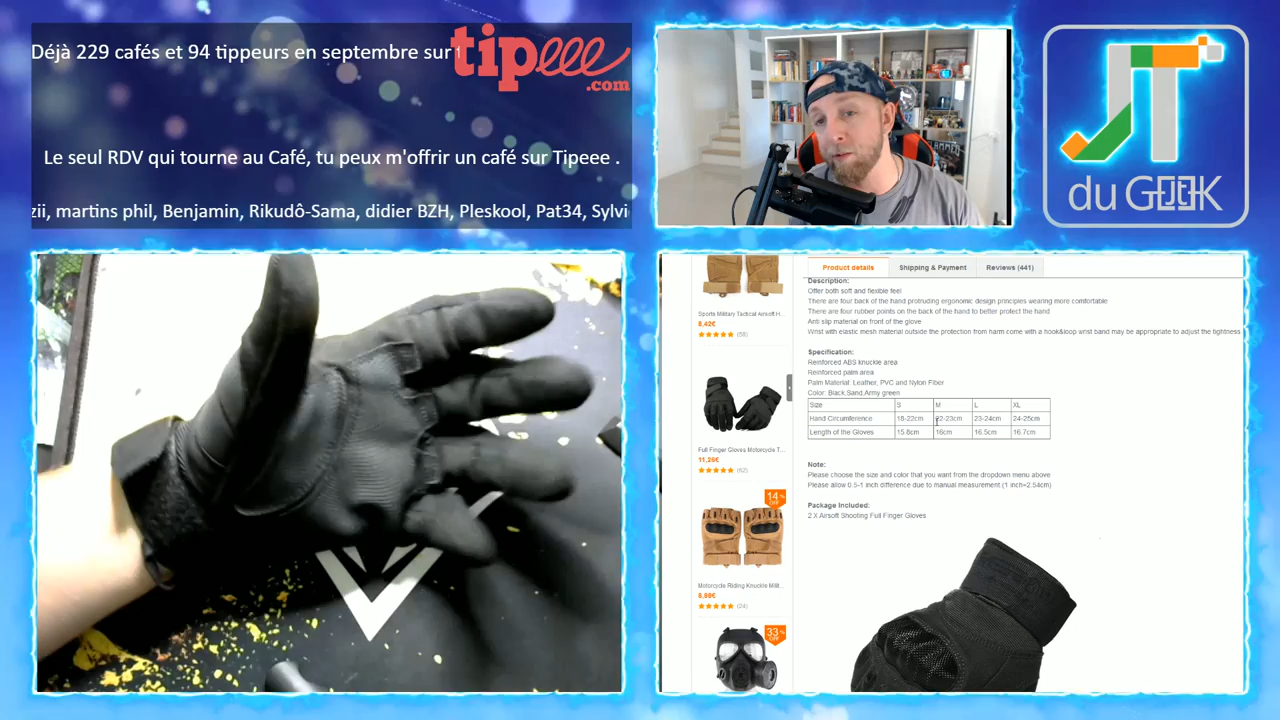 Déjà 229 cafés et 94 tippeurs en septembre sur
tipeee
.com
Le seul RDV qui tourne au Café, tu peux m'offrir un café sur Tipeee .
zii, martins phil, Benjamin, Rikudô-Sama, didier BZH, Pleskool, Pat34, Sylvi
JT
du GEEK
Product details
Shipping & Payment
Reviews (441)
Sports Military Tactical Airsoft H...
8,42€
(58)
Full Finger Gloves Motorcycle T...
11,26€
(62)
14 %
OFF
Motorcycle Riding Knuckle Milit...
8,88€
(24)
33 %
OFF
Description:
Offer both soft and flexible feel
There are four back of the hand protruding ergonomic design principles wearing more comfortable
There are four rubber points on the back of the hand to better protect the hand
Anti slip material on front of the glove
Wrist with elastic mesh material outside the protection from harm come with a hook&loop wrist band may be appropriate to adjust the tightness
Specification:
Reinforced ABS knuckle area
Reinforced palm area
Palm Material: Leather, PVC and Nylon Fiber
Color: Black,Sand,Army green
Size S M L XL
Hand Circumference 18-22cm 22-23cm 23-24cm 24-25cm
Length of the Gloves 15.8cm 16cm 16.5cm 16.7cm
Note:
Please choose the size and color that you want from the dropdown menu above
Please allow 0.5-1 inch difference due to manual measurement (1 inch=2.54cm)
Package Included:
2 X Airsoft Shooting Full Finger Gloves